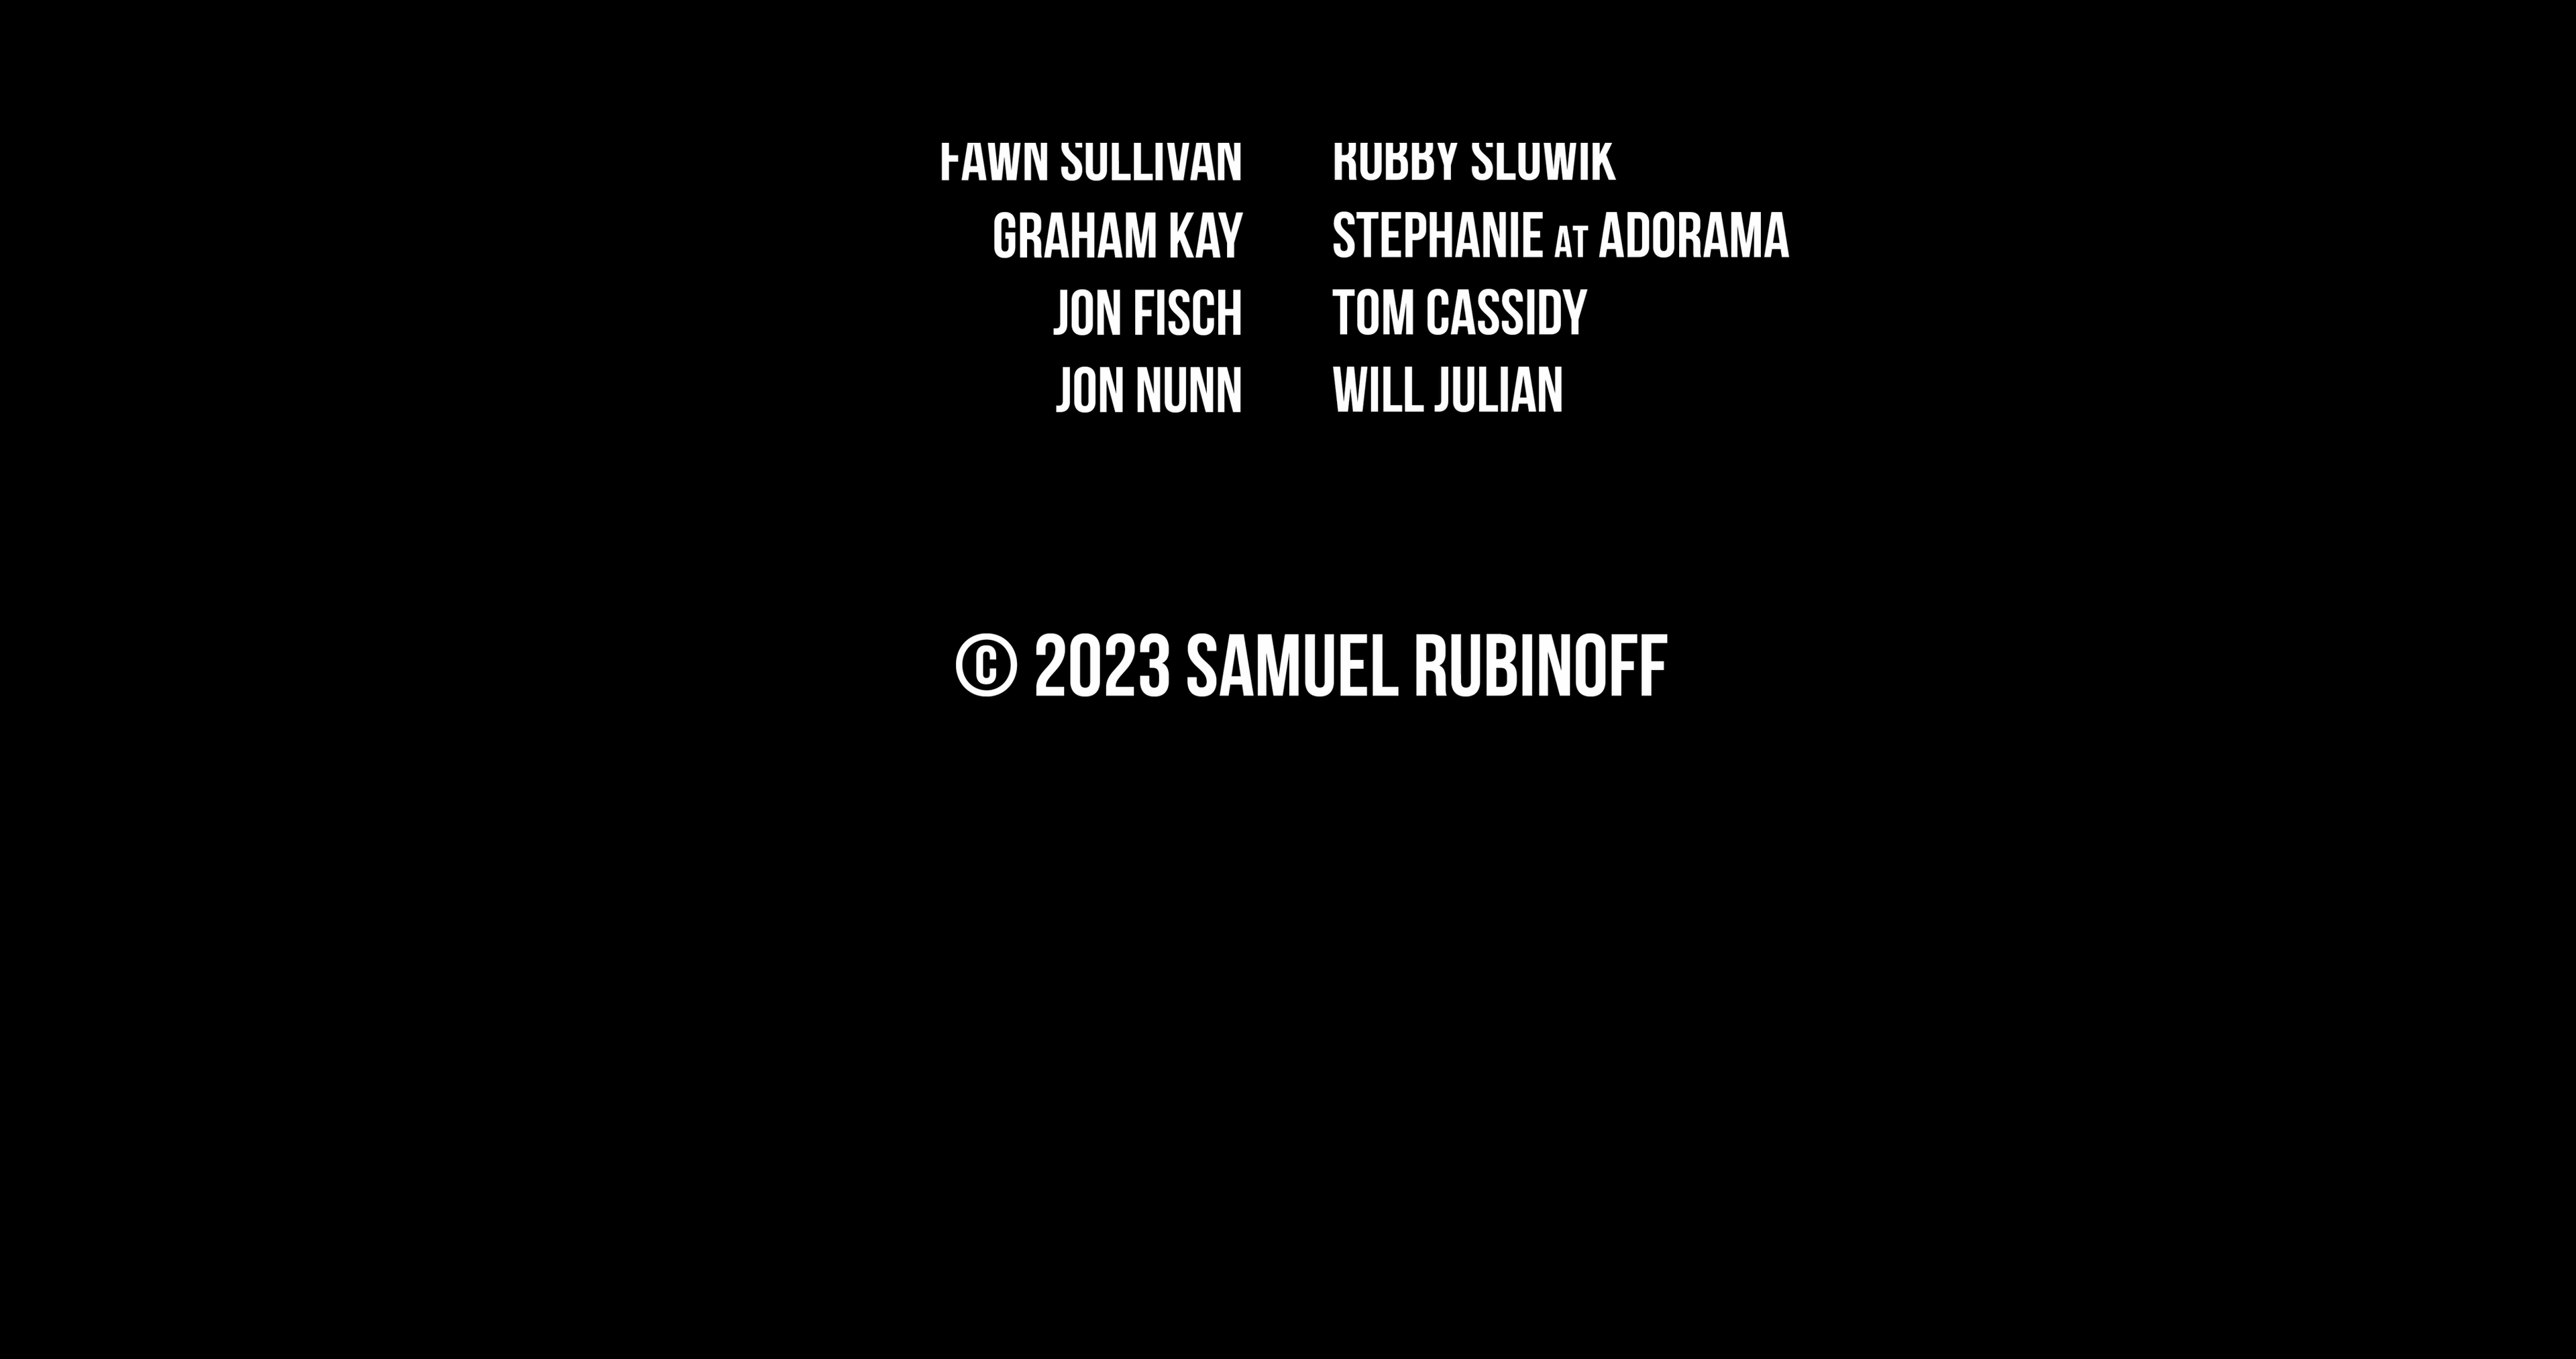 FAWN SULLIVAN ROBBY SLOWIK
GRAHAM KAY STEPHANIE AT ADORAMA
JON FISCH TOM CASSIDY
JON NUNN WILL JULIAN
© 2023 SAMUEL RUBINOFF